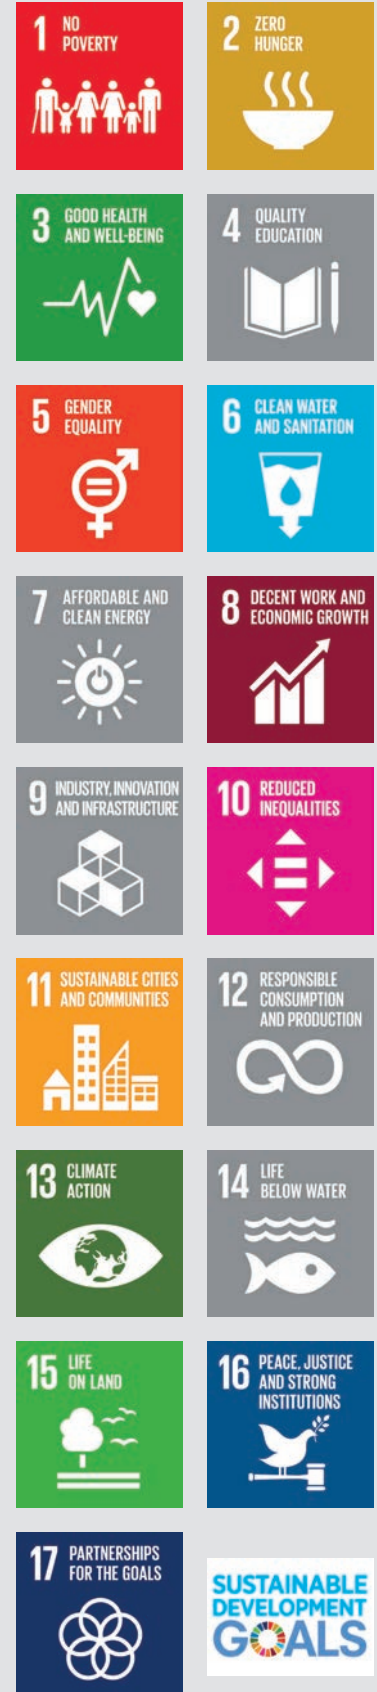 1 NO
POVERTY
2 ZERO
HUNGER
3 GOOD HEALTH
AND WELL-BEING
4 QUALITY
EDUCATION
5 GENDER
EQUALITY
6 CLEAN WATER
AND SANITATION
7 AFFORDABLE AND
CLEAN ENERGY
8 DECENT WORK AND
ECONOMIC GROWTH
9 INDUSTRY, INNOVATION
AND INFRASTRUCTURE
10 REDUCED
INEQUALITIES
11 SUSTAINABLE CITIES
AND COMMUNITIES
12 RESPONSIBLE
CONSUMPTION
AND PRODUCTION
13 CLIMATE
ACTION
14 LIFE
BELOW WATER
15 LIFE
ON LAND
16 PEACE, JUSTICE
AND STRONG
INSTITUTIONS
17 PARTNERSHIPS
FOR THE GOALS
SUSTAINABLE
DEVELOPMENT
GOALS